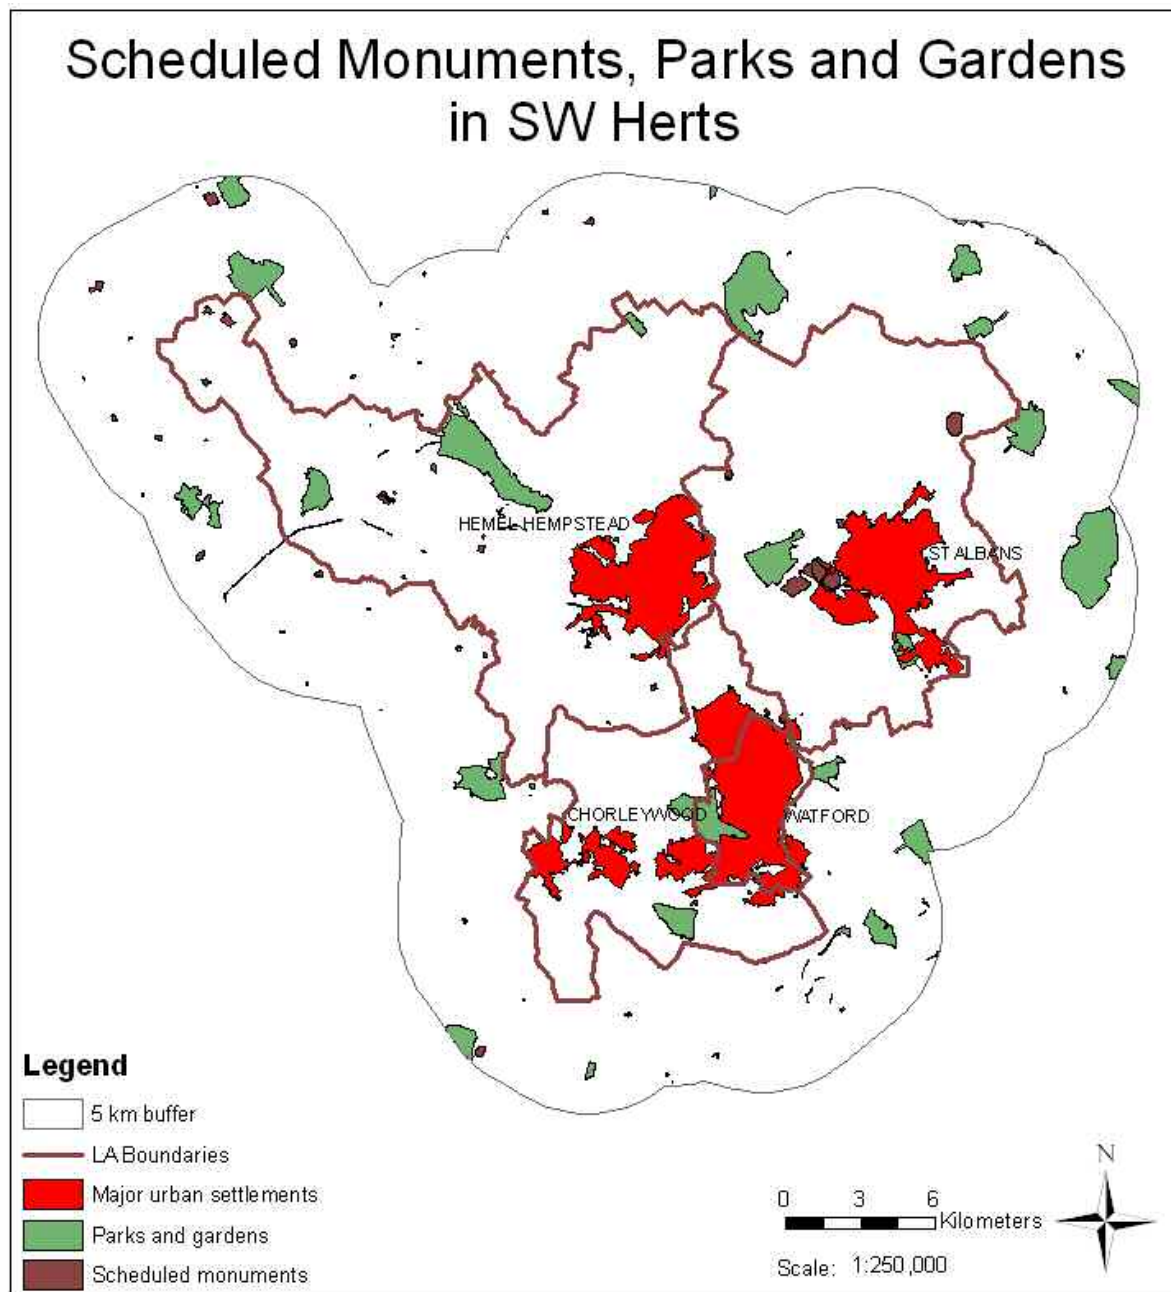 Scheduled Monuments, Parks and Gardens
in SW Herts
HEMEL HEMPSTEAD
ST ALBANS
CHORLEYWOOD
WATFORD
Legend
5 km buffer
LA Boundaries
Major urban settlements
Parks and gardens
Scheduled monuments
N
0 3 6
Kilometers
Scale: 1:250,000